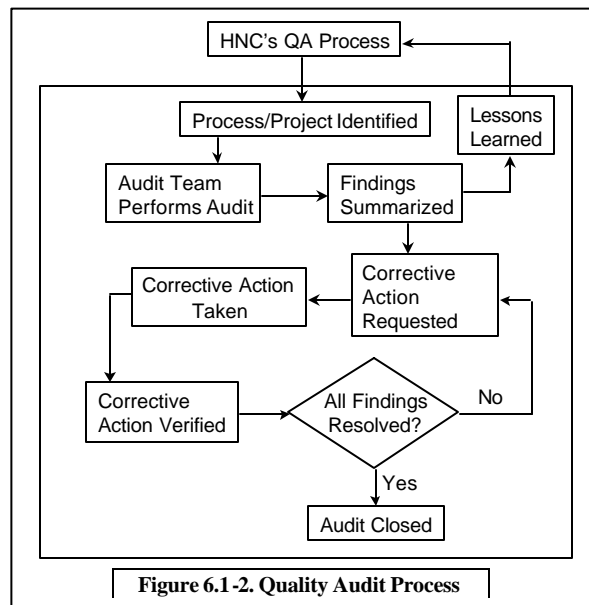 HNC's QA Process
Process/Project Identified
Lessons
Learned
Audit Team
Performs Audit
Findings
Summarized
Corrective Action
Taken
Corrective
Action
Requested
Corrective
Action Verified
All Findings
Resolved?
No
Yes
Audit Closed
Figure 6.1-2. Quality Audit Process